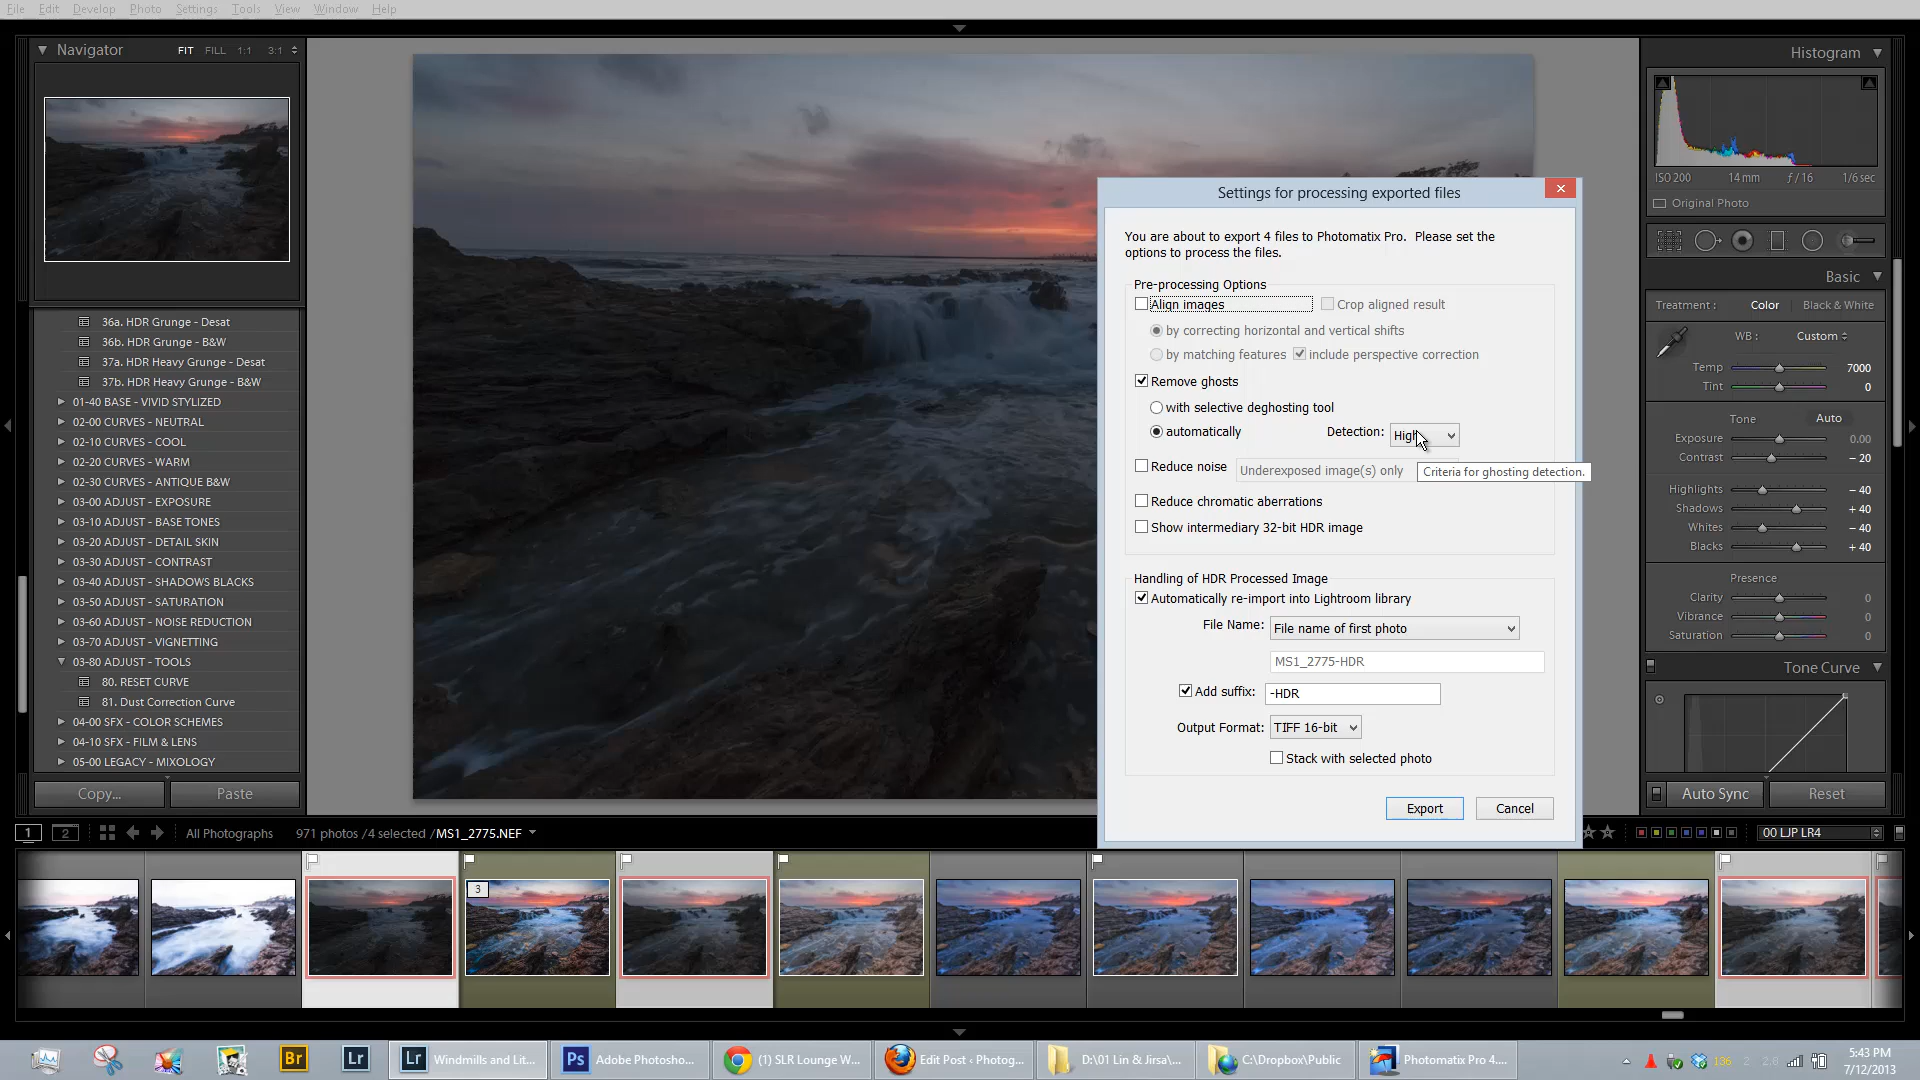 File Edit Develop Photo Settings Tools View Window Help
Navigator FIT FILL 1:1 3:1
36a. HDR Grunge - Desat
36b. HDR Grunge - B&W
37a. HDR Heavy Grunge - Desat
37b. HDR Heavy Grunge - B&W
01-40 BASE - VIVID STYLIZED
02-00 CURVES - NEUTRAL
02-10 CURVES - COOL
02-20 CURVES - WARM
02-30 CURVES - ANTIQUE B&W
03-00 ADJUST - EXPOSURE
03-10 ADJUST - BASE TONES
03-20 ADJUST - DETAIL SKIN
03-30 ADJUST - CONTRAST
03-40 ADJUST - SHADOWS BLACKS
03-50 ADJUST - SATURATION
03-60 ADJUST - NOISE REDUCTION
03-70 ADJUST - VIGNETTING
03-80 ADJUST - TOOLS
80. RESET CURVE
81. Dust Correction Curve
04-00 SFX - COLOR SCHEMES
04-10 SFX - FILM & LENS
05-00 LEGACY - MIXOLOGY
Copy... Paste
Settings for processing exported files
You are about to export 4 files to Photomatix Pro. Please set the
options to process the files.
Pre-processing Options
Align images Crop aligned result
by correcting horizontal and vertical shifts
by matching features include perspective correction
Remove ghosts
with selective deghosting tool
automatically Detection: High
Reduce noise Underexposed image(s) only
Criteria for ghosting detection.
Reduce chromatic aberrations
Show intermediary 32-bit HDR image
Handling of HDR Processed Image
Automatically re-import into Lightroom library
File Name: File name of first photo
MS1_2775-HDR
Add suffix: -HDR
Output Format: TIFF 16-bit
Stack with selected photo
Export Cancel
Histogram
ISO 200 14 mm ƒ / 16 1/6 sec
Original Photo
Basic
Treatment : Color Black & White
WB : Custom
Temp 7000
Tint 0
Tone Auto
Exposure 0.00
Contrast – 20
Highlights – 40
Shadows + 40
Whites – 40
Blacks + 40
Presence
Clarity 0
Vibrance 0
Saturation 0
Tone Curve
Auto Sync Reset
1 2 All Photographs 971 photos / 4 selected / MS1_2775.NEF
00 LJP LR4
3
Br Lr Lr Windmills and Lit... Ps Adobe Photosho... (1) SLR Lounge W... Edit Post ‹ Photog... D:\01 Lin & Jirsa\... C:\Dropbox\Public Photomatix Pro 4....
136 2 2.6
5:43 PM
7/12/2013